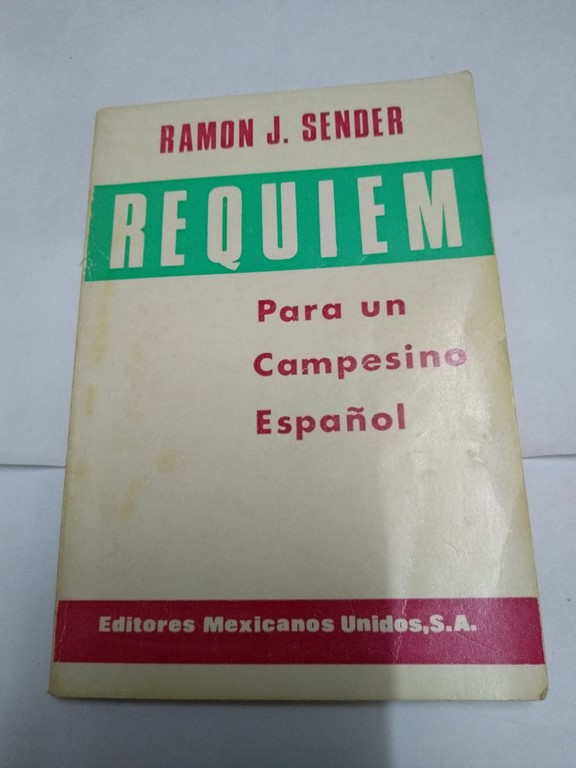 RAMON J. SENDER
REQUIEM
Para un
Campesino
Español
Editores Mexicanos Unidos,S.A.